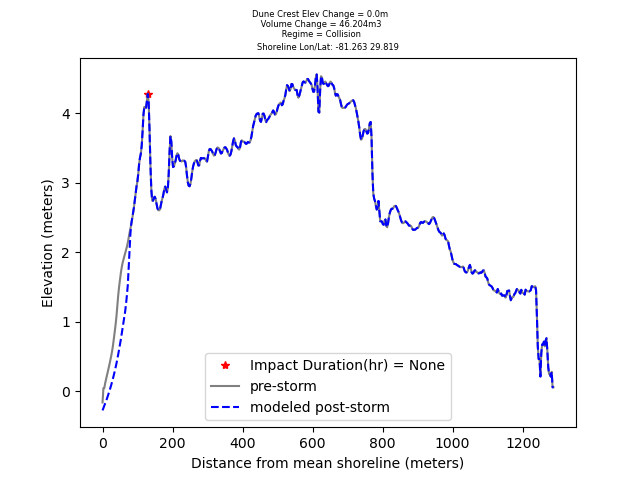 Dune Crest Elev Change = 0.0m
Volume Change = 46.204m3
Regime = Collision
Shoreline Lon/Lat: -81.263 29.819
Elevation (meters)
4
3
2
1
0
Impact Duration(hr) = None
pre-storm
modeled post-storm
0 200 400 600 800 1000 1200
Distance from mean shoreline (meters)